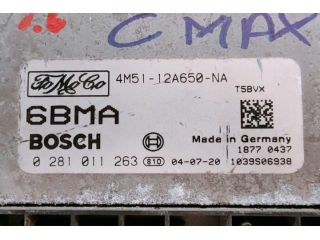 1.6 C MAX
FoMoCo 4M51-12A650-NA
T5BVX
6BMA
BOSCH Made in Germany
1877 0437
0 281 011 263 S10 04-07-20 1039S06938